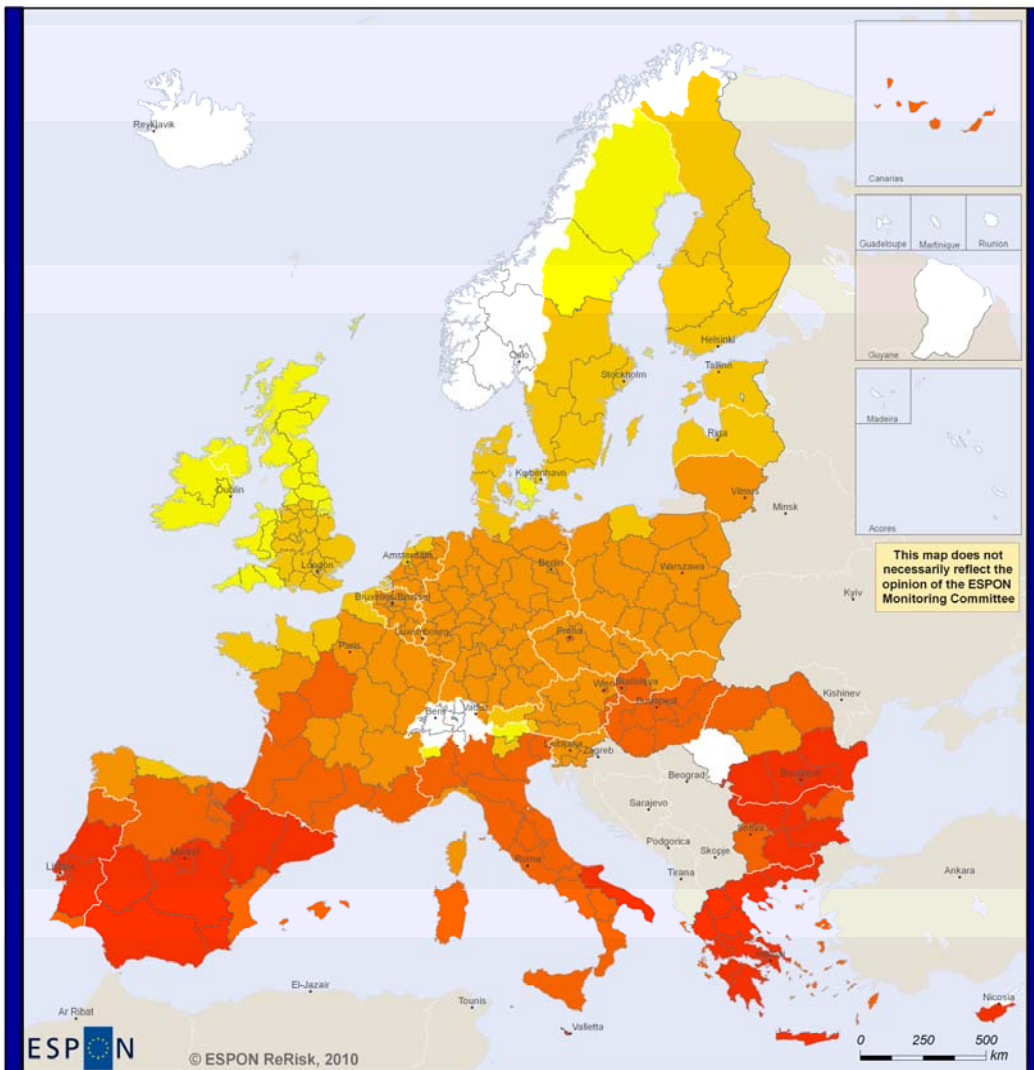 Reykjavik
Canarias
Guadeloupe
Martinique
Riunion
Guyane
Madeira
Acores
This map does not
necessarily reflect the
opinion of the ESPON
Monitoring Committee
Oslo
Helsinki
Tallinn
Stockholm
Riga
Dublin
København
Vilnius
Minsk
London
Amsterdam
Berlin
Warszawa
Kyiv
Bruxelles/Brussel
Luxembourg
Praha
Paris
Wien
Bratislava
Budapest
Kishinev
Bern
Vaduz
Ljubljana
Zagreb
Beograd
Bucuresti
Sarajevo
Podgorica
Sofiya
Skopje
Madrid
Lisboa
Roma
Tirana
Ankara
El-Jazair
Tounis
Ar Ribat
Valletta
Nicosia
ESPON
© ESPON ReRisk, 2010
0 250 500
km